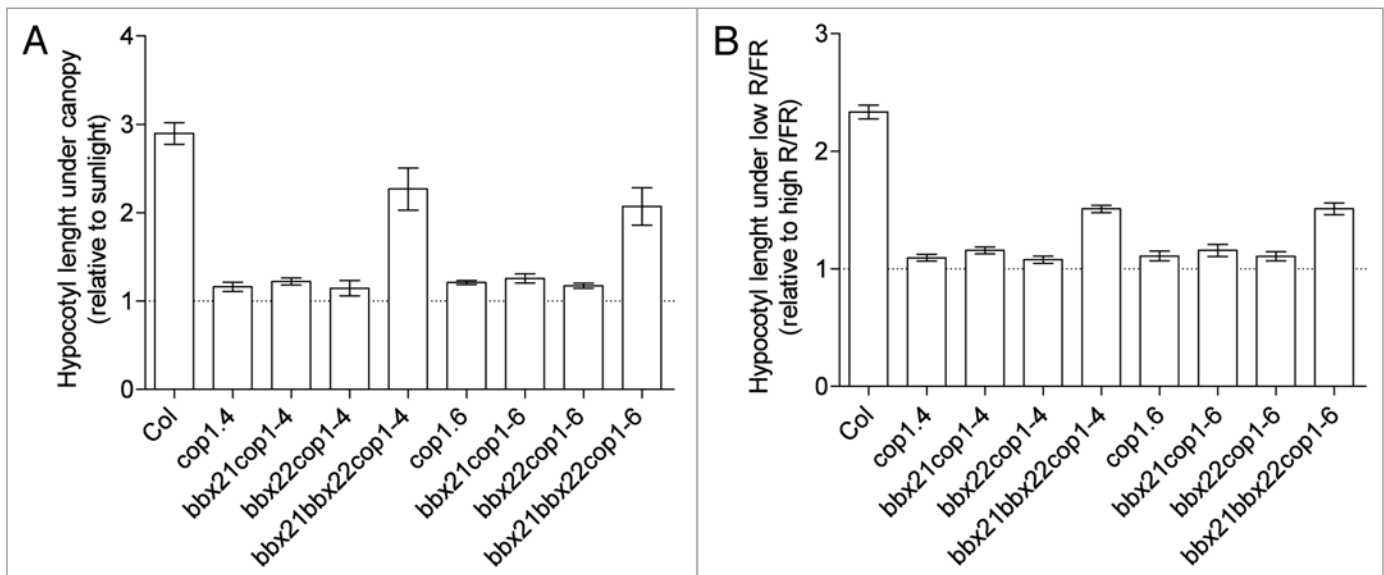 A
Hypocotyl lenght under canopy
(relative to sunlight)
4
3
2
1
0
Col
cop1.4
bbx21cop1-4
bbx22cop1-4
bbx21bbx22cop1-4
cop1.6
bbx21cop1-6
bbx22cop1-6
bbx21bbx22cop1-6
B
Hypocotyl lenght under low R/FR
(relative to high R/FR)
3
2
1
0
Col
cop1.4
bbx21cop1-4
bbx22cop1-4
bbx21bbx22cop1-4
cop1.6
bbx21cop1-6
bbx22cop1-6
bbx21bbx22cop1-6